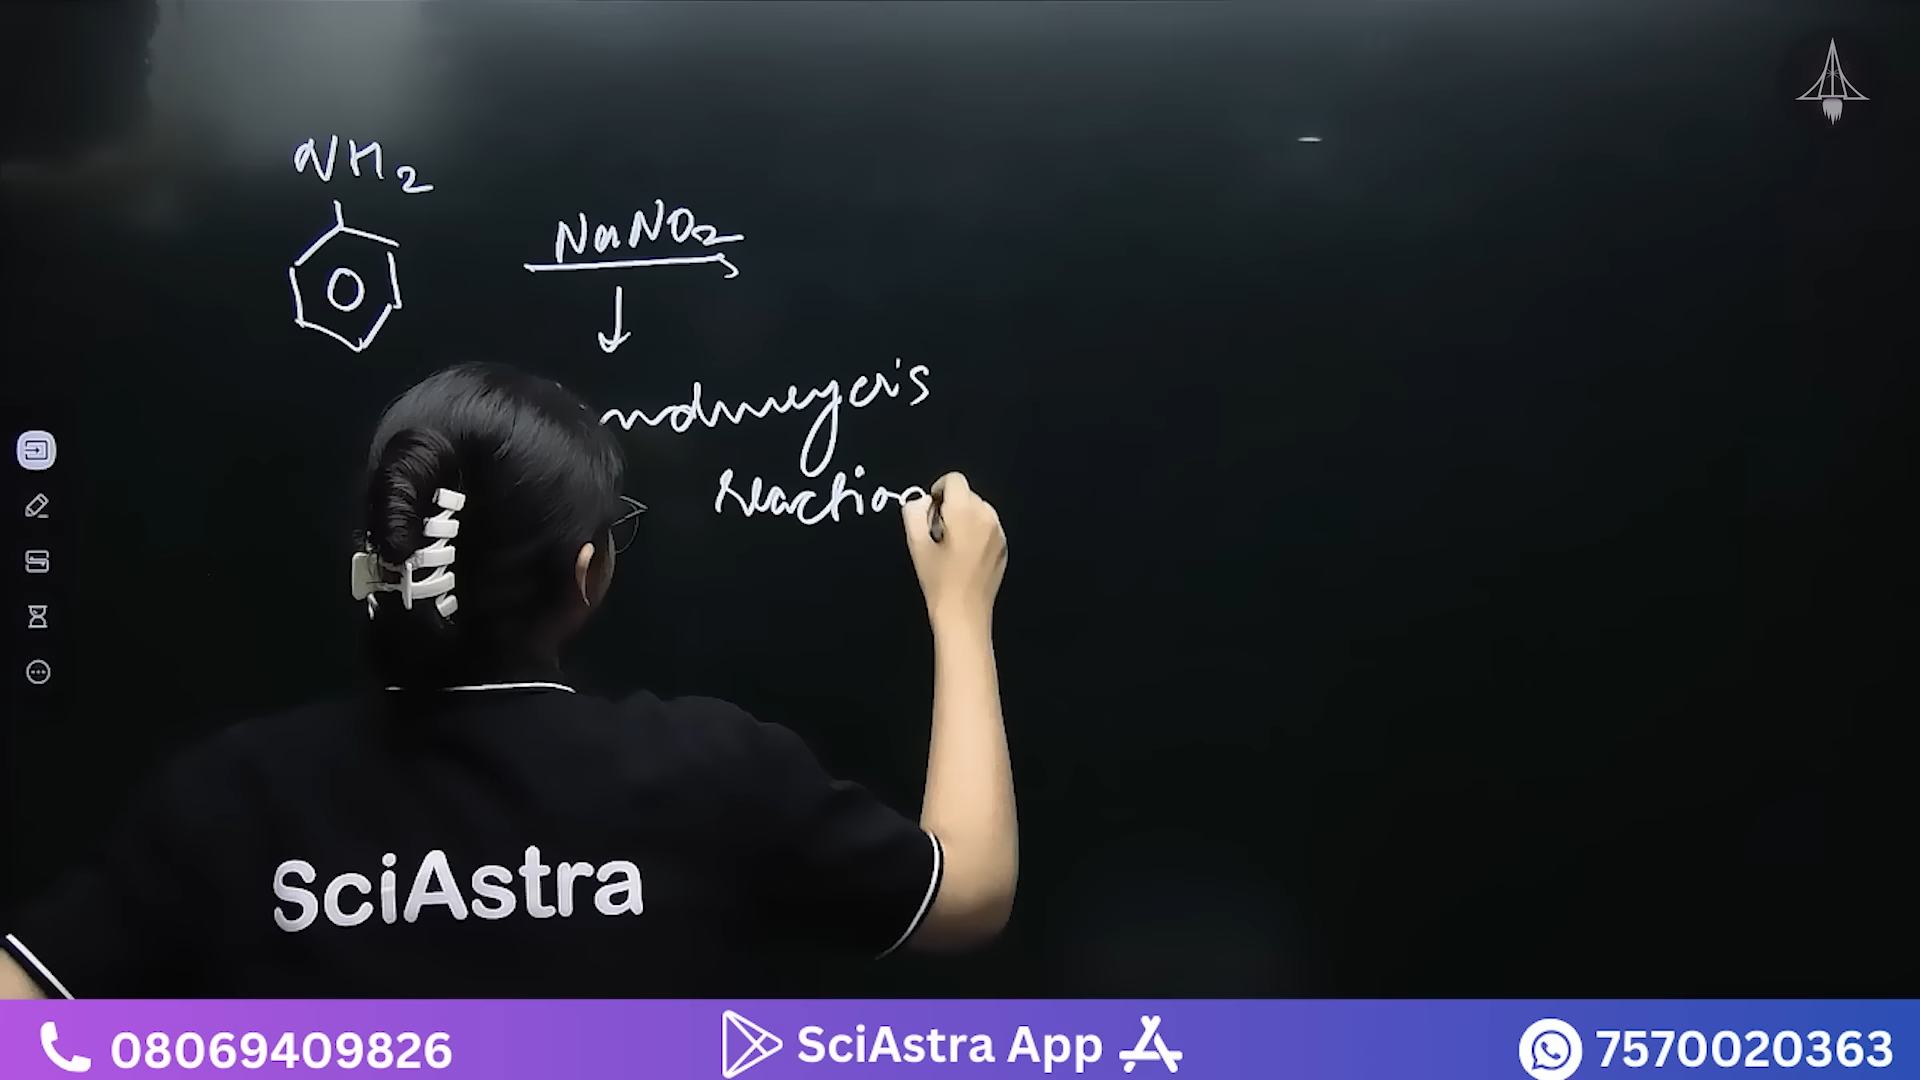 NH2
NaNO2
ndmeyer's
reaction
SciAstra
08069409826
SciAstra App
7570020363